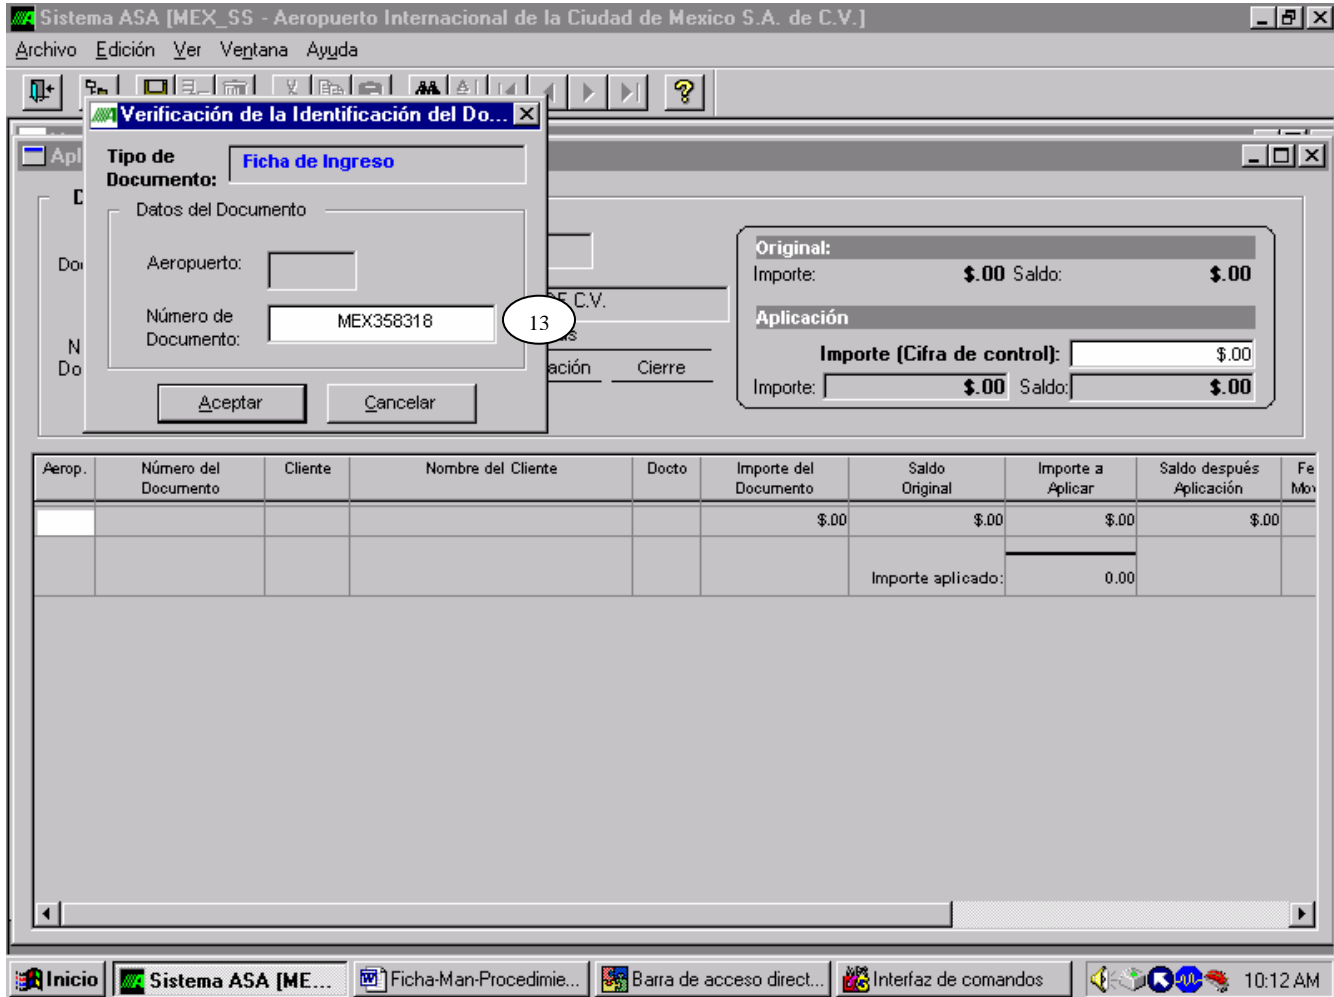 Sistema ASA [MEX_SS - Aeropuerto Internacional de la Ciudad de Mexico S.A. de C.V.]
Archivo Edición Ver Ventana Ayuda
Verificación de la Identificación del Do...
Apl
Tipo de Documento: Ficha de Ingreso
Datos del Documento
Aeropuerto:
Número de Documento: MEX358318
13
Aceptar Cancelar
DE C.V.
ación Cierre
Original:
Importe: $.00 Saldo: $.00
Aplicación
Importe (Cifra de control): $.00
Importe: $.00 Saldo: $.00
Aerop. Número del Documento Cliente Nombre del Cliente Docto Importe del Documento Saldo Original Importe a Aplicar Saldo después Aplicación Fe Mov
$.00 $.00 $.00 $.00
Importe aplicado: 0.00
Inicio Sistema ASA [ME... Ficha-Man-Procedimie... Barra de acceso direct... Interfaz de comandos 10:12 AM